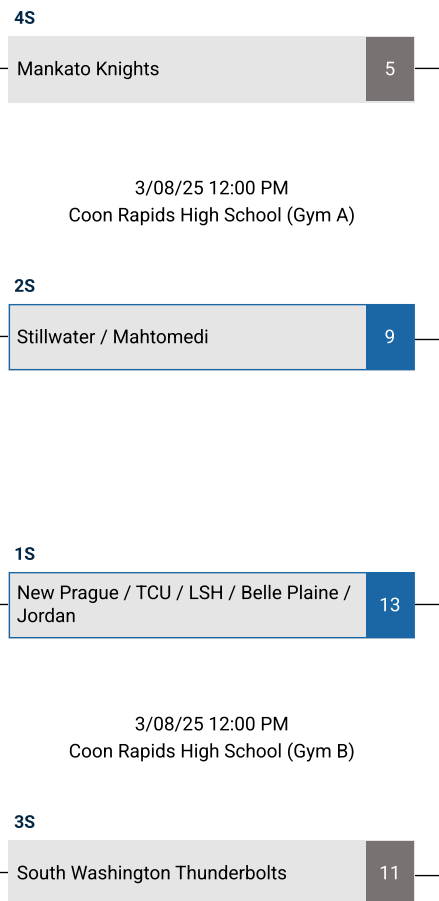 4S
Mankato Knights 5
3/08/25 12:00 PM
Coon Rapids High School (Gym A)
2S
Stillwater / Mahtomedi 9
1S
New Prague / TCU / LSH / Belle Plaine /
Jordan
13
3/08/25 12:00 PM
Coon Rapids High School (Gym B)
3S
South Washington Thunderbolts 11